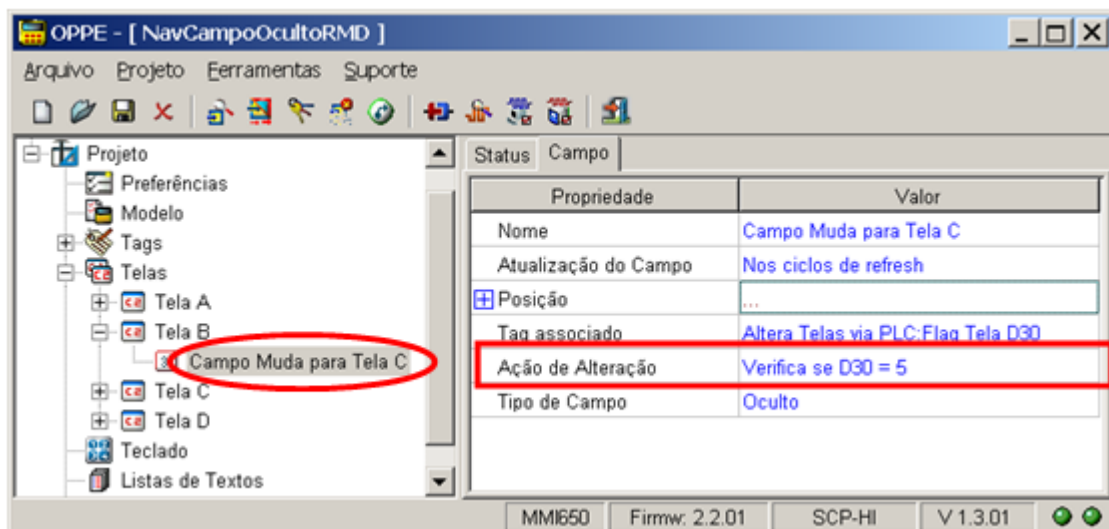 OPPE - [ NavCampoOcultoRMD ]
Arquivo Projeto Ferramentas Suporte
Projeto
Preferências
Modelo
Tags
Telas
Tela A
Tela B
Campo Muda para Tela C
Tela C
Tela D
Teclado
Listas de Textos
Status Campo
Propriedade Valor
Nome Campo Muda para Tela C
Atualização do Campo Nos ciclos de refresh
Posição ...
Tag associado Altera Telas via PLC:Flag Tela D30
Ação de Alteração Verifica se D30 = 5
Tipo de Campo Oculto
MMI650 Firmw: 2.2.01 SCP-HI V 1.3.01